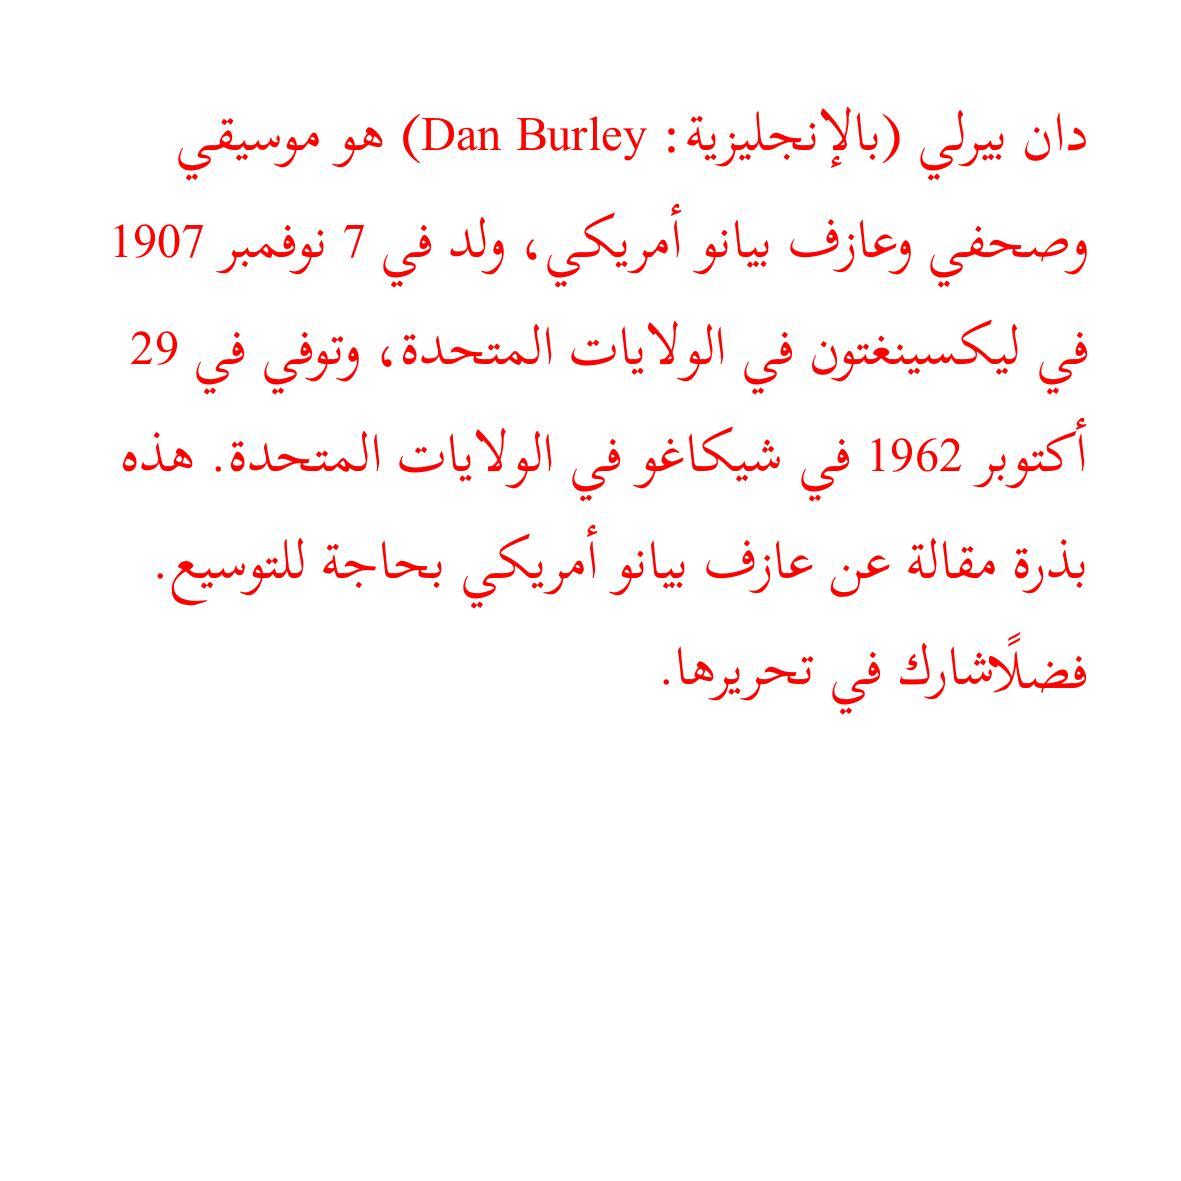 دان بيرلي (بالإنجليزية: Dan Burley) هو موسيقي
وصحفي وعازف بيانو أمريكي، ولد في 7 نوفمبر 1907
في ليكسينغتون في الولايات المتحدة، وتوفي في 29
أكتوبر 1962 في شيكاغو في الولايات المتحدة. هذه
بذرة مقالة عن عازف بيانو أمريكي بحاجة للتوسيع.
فضلًاشارك في تحريرها.